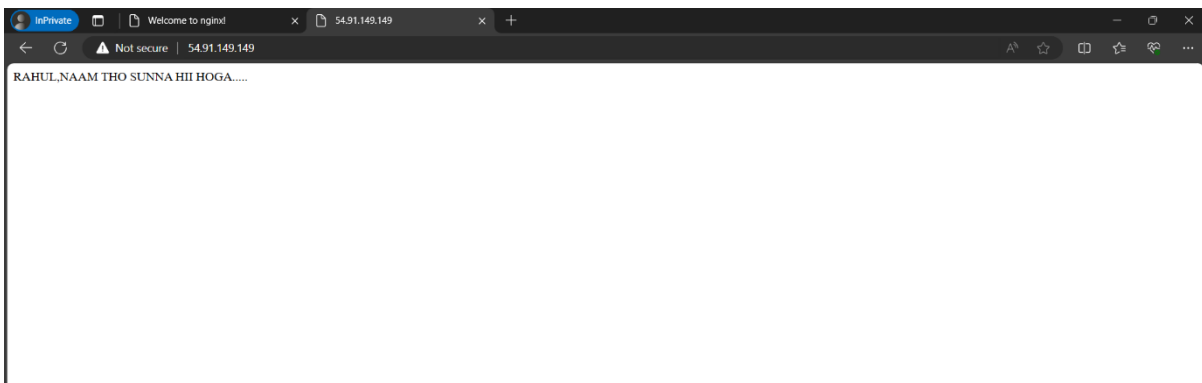 InPrivate
Welcome to nginx!
54.91.149.149
Not secure | 54.91.149.149
RAHUL,NAAM THO SUNNA HII HOGA.....